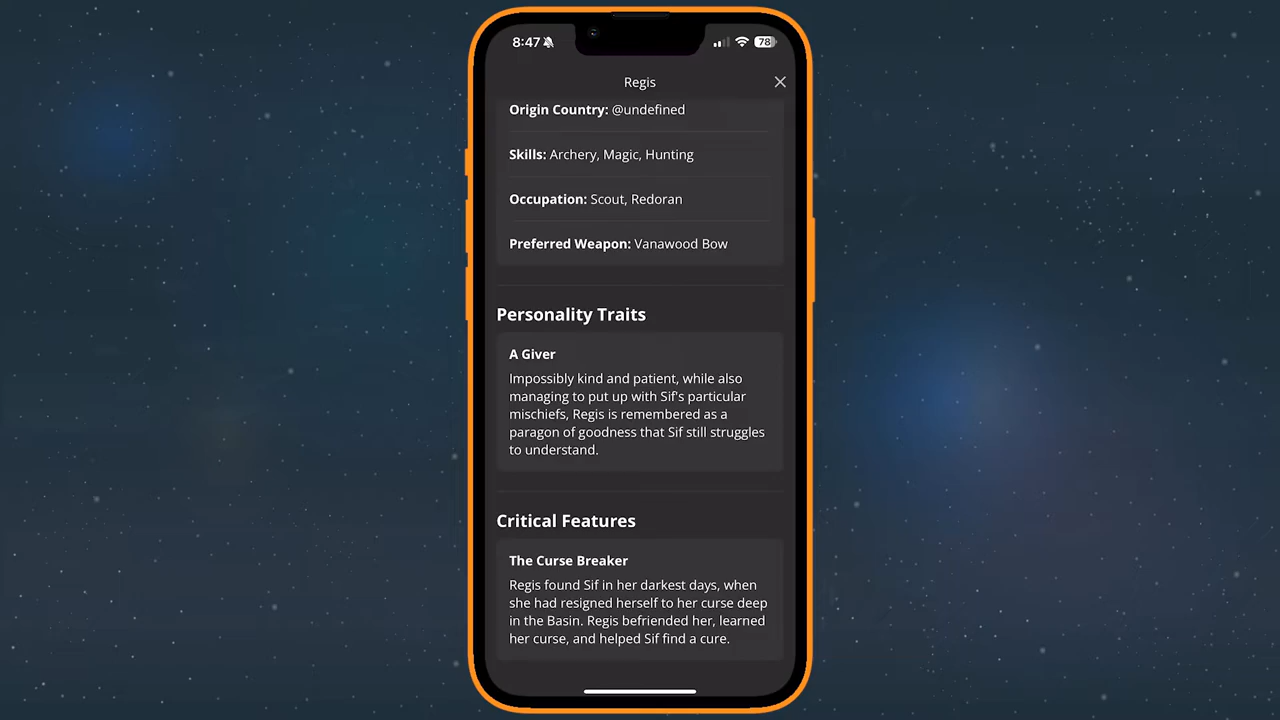 8:47
78
Regis
Origin Country: @undefined
Skills: Archery, Magic, Hunting
Occupation: Scout, Redoran
Preferred Weapon: Vanawood Bow
Personality Traits
A Giver
Impossibly kind and patient, while also
managing to put up with Sif's particular
mischiefs, Regis is remembered as a
paragon of goodness that Sif still struggles
to understand.
Critical Features
The Curse Breaker
Regis found Sif in her darkest days, when
she had resigned herself to her curse deep
in the Basin. Regis befriended her, learned
her curse, and helped Sif find a cure.